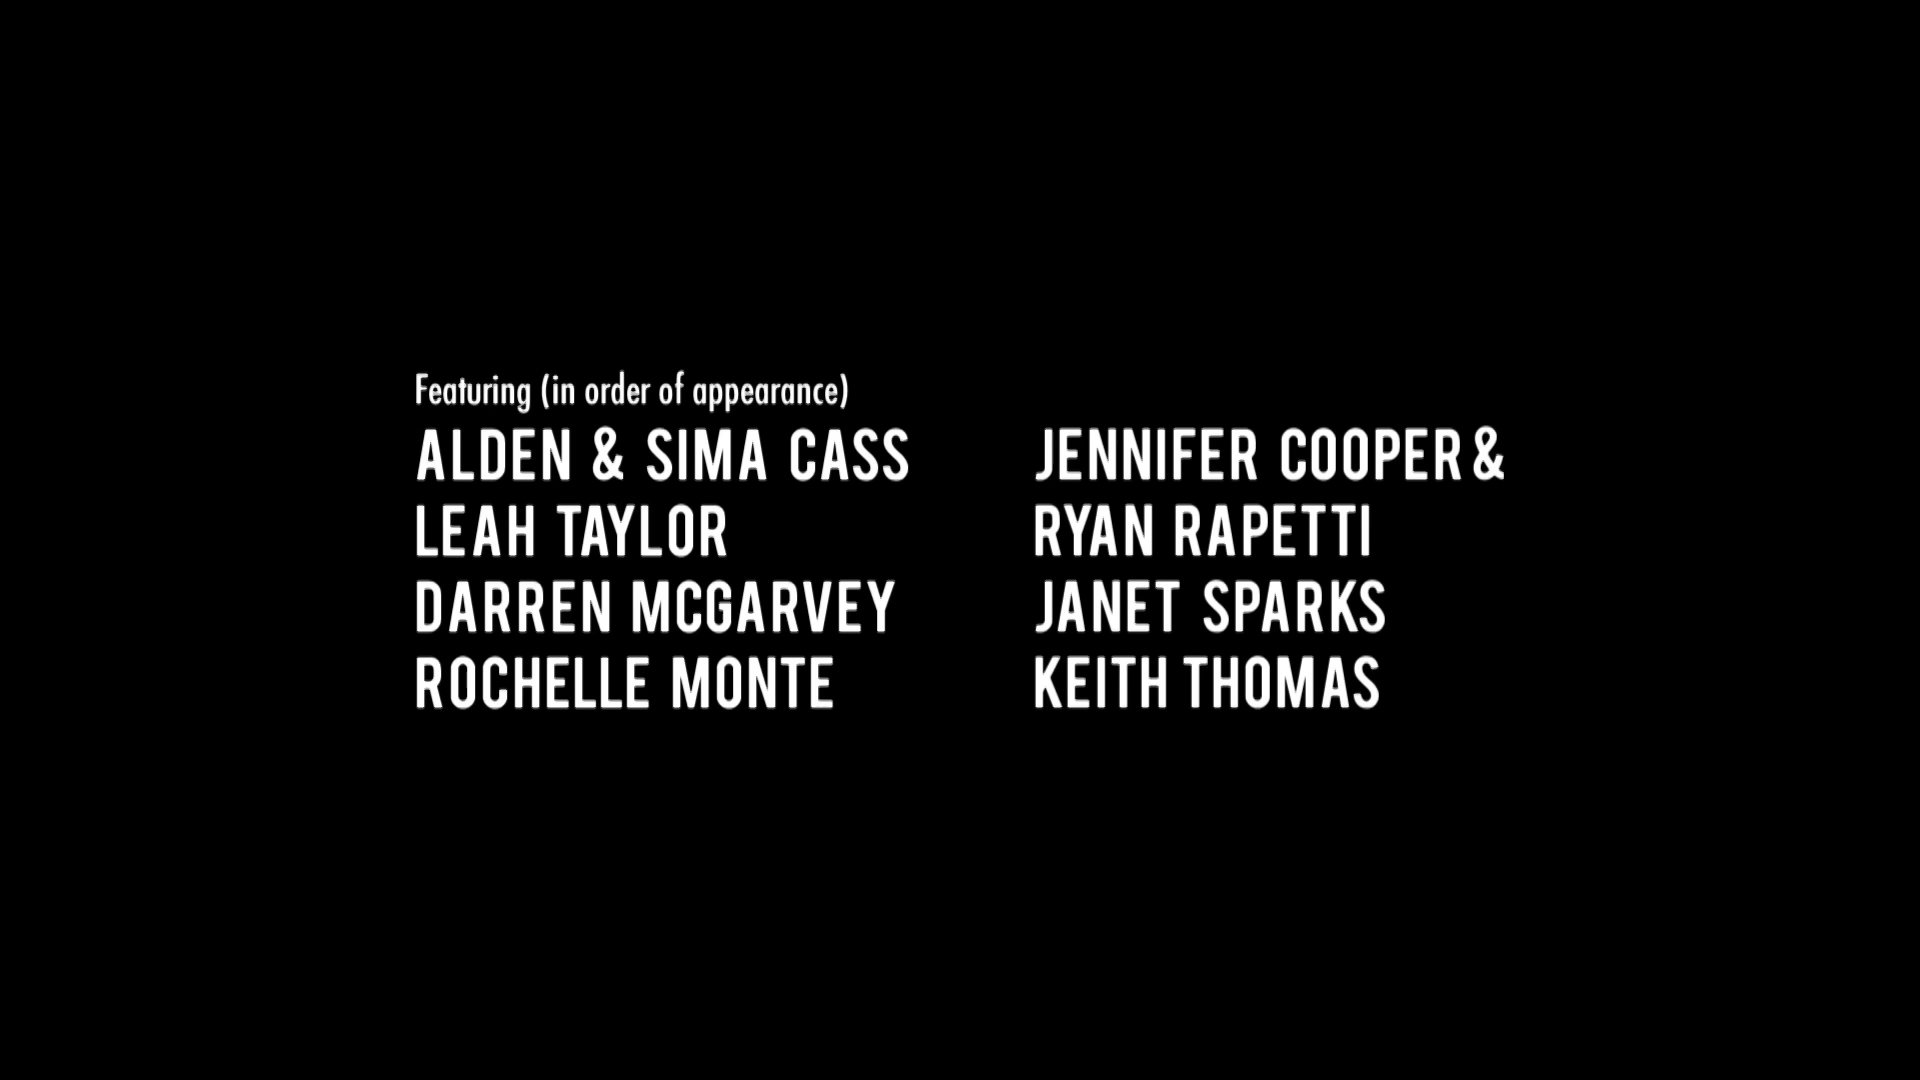 Featuring (in order of appearance)
ALDEN & SIMA CASS
LEAH TAYLOR
DARREN MCGARVEY
ROCHELLE MONTE
JENNIFER COOPER &
RYAN RAPETTI
JANET SPARKS
KEITH THOMAS